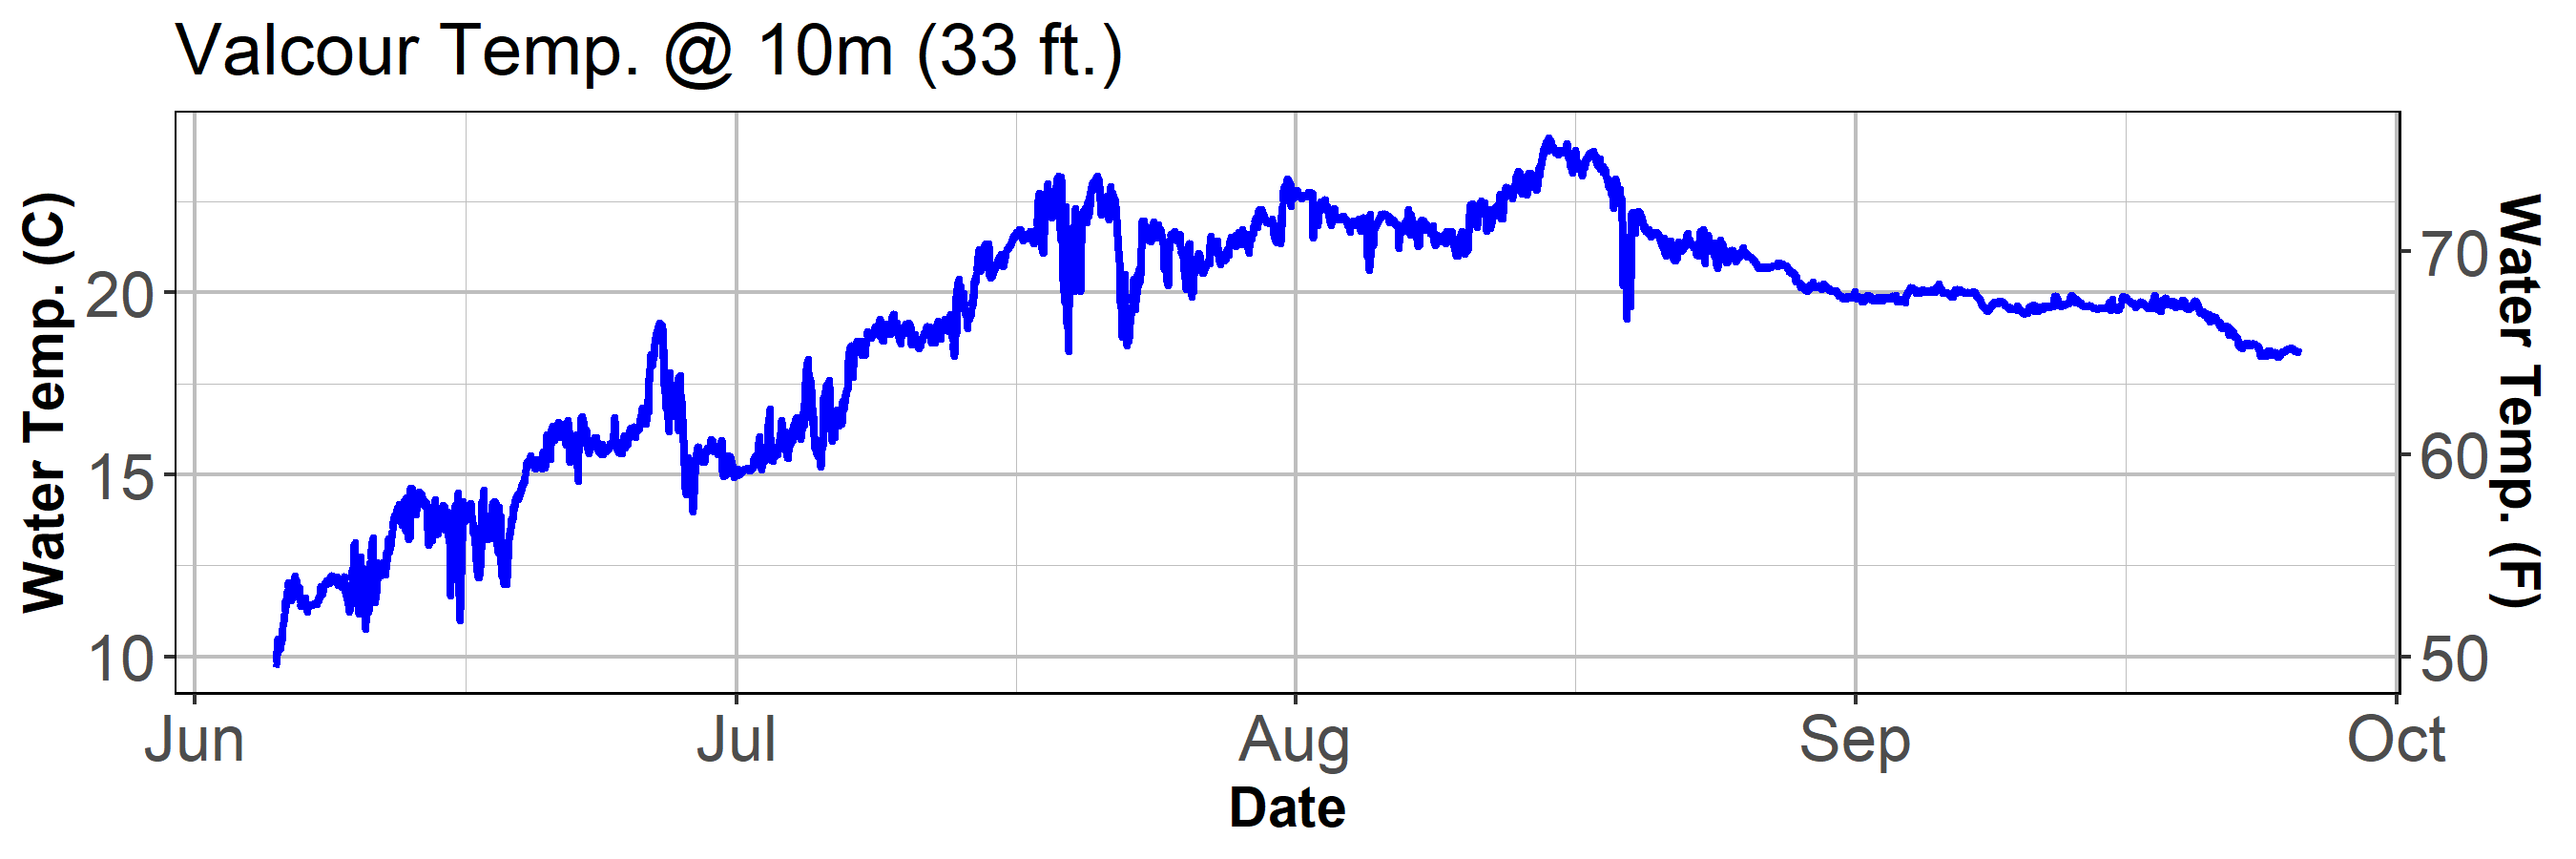 Valcour Temp. @ 10m (33 ft.)
Water Temp. (C)
20
15
10
70
60
50
Water Temp. (F)
Jun Jul Aug Sep Oct
Date